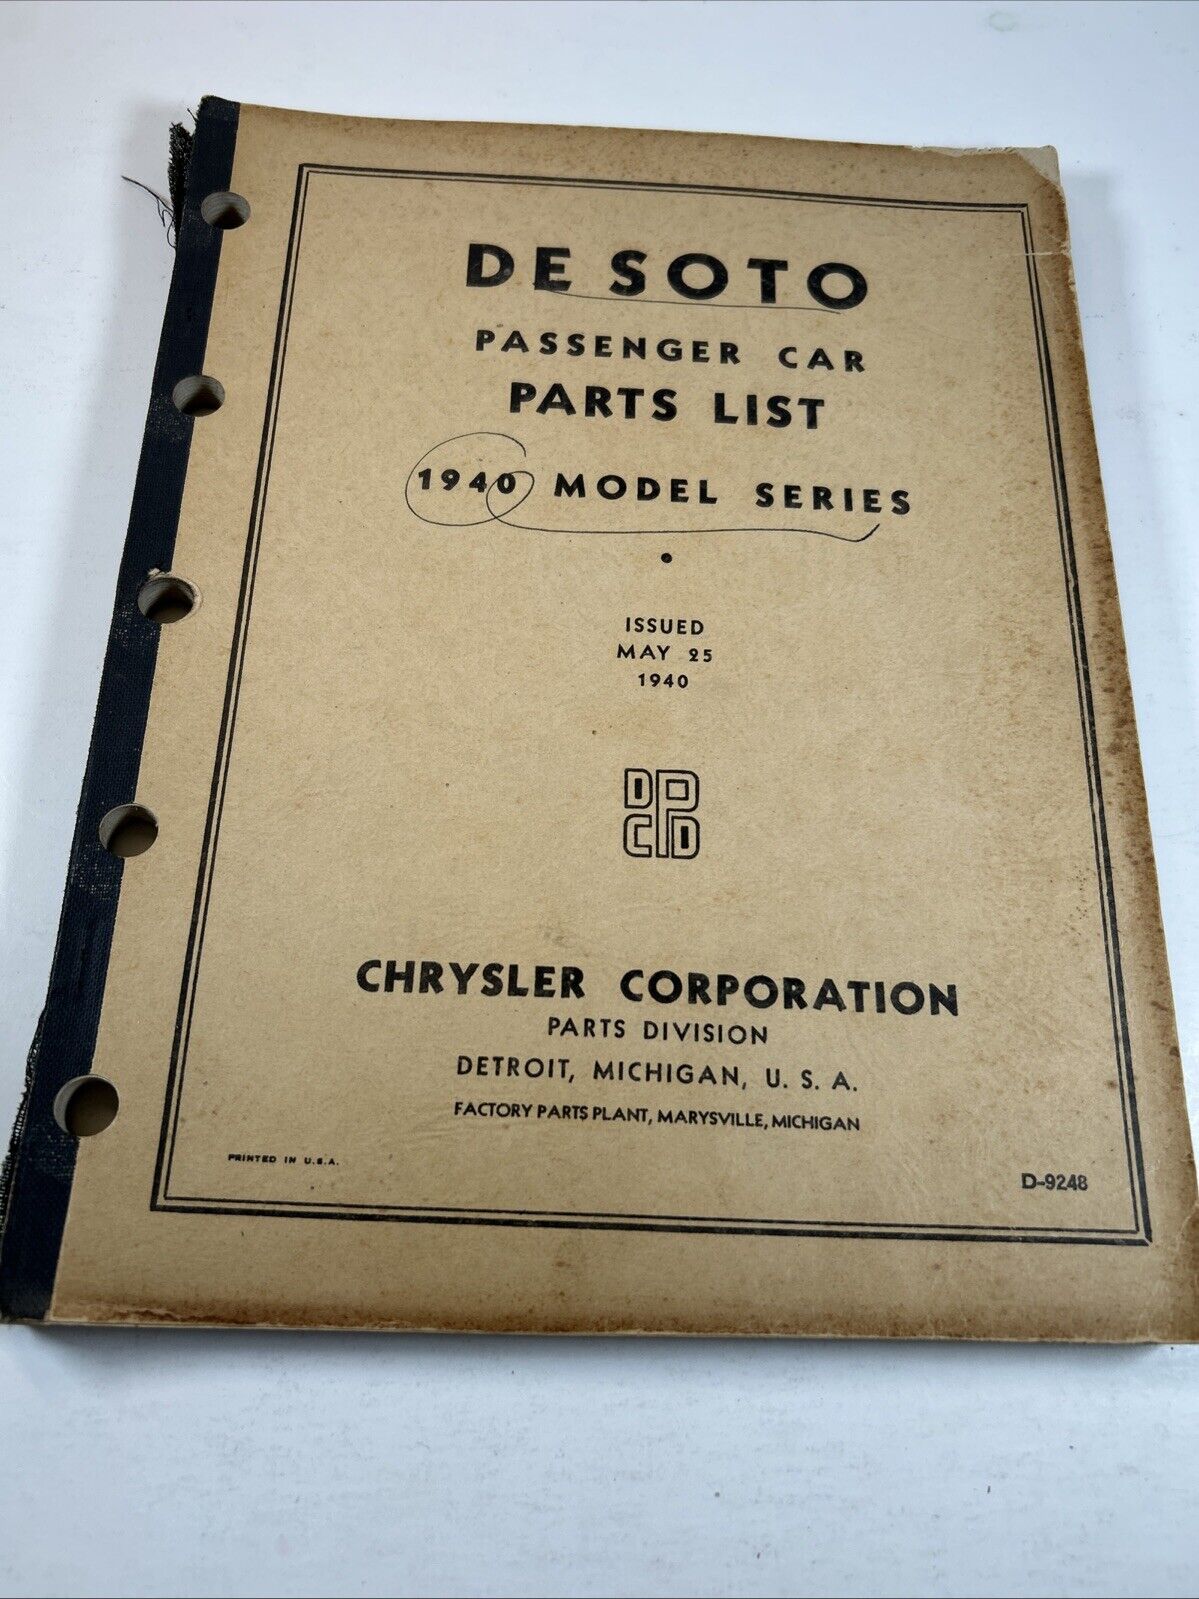 DE SOTO
PASSENGER CAR
PARTS LIST
1940 MODEL SERIES
ISSUED
MAY 25
1940
DPCD
CHRYSLER CORPORATION
PARTS DIVISION
DETROIT, MICHIGAN, U. S. A.
FACTORY PARTS PLANT, MARYSVILLE, MICHIGAN
PRINTED IN U.S.A.
D-9248